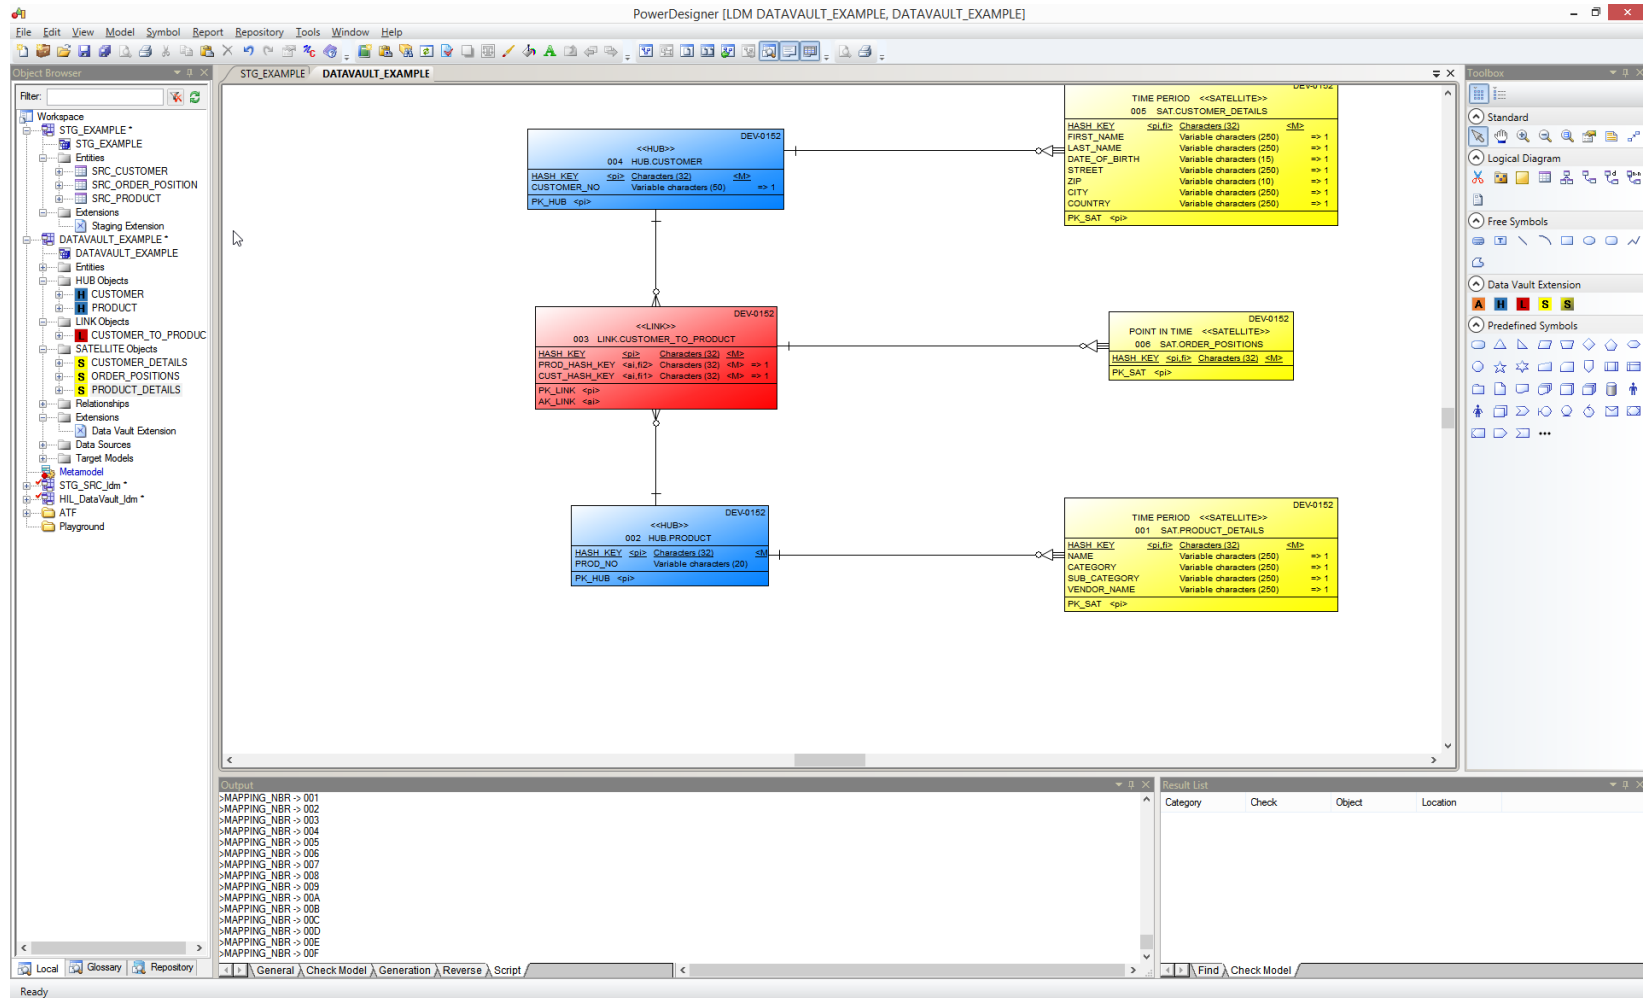 PowerDesigner [LDM DATAVAULT_EXAMPLE, DATAVAULT_EXAMPLE]
File Edit View Model Symbol Report Repository Tools Window Help
Object Browser
Filter:
Workspace
STG_EXAMPLE *
STG_EXAMPLE
Entities
SRC_CUSTOMER
SRC_ORDER_POSITION
SRC_PRODUCT
Extensions
Staging Extension
DATAVAULT_EXAMPLE *
DATAVAULT_EXAMPLE
Entities
HUB Objects
H CUSTOMER
H PRODUCT
LINK Objects
L CUSTOMER_TO_PRODUC
SATELLITE Objects
S CUSTOMER_DETAILS
S ORDER_POSITIONS
S PRODUCT_DETAILS
Relationships
Extensions
Data Vault Extension
Data Sources
Target Models
Metamodel
STG_SRC_ldm *
HIL_DataVault_ldm *
ATF
Playground
Local Glossary Repository
STG_EXAMPLE DATAVAULT_EXAMPLE
DEV-0152
<<HUB>>
004 HUB.CUSTOMER
HASH_KEY <pi> Characters (32) <M>
CUSTOMER_NO Variable characters (50) => 1
PK_HUB <pi>
DEV-0152
TIME PERIOD <<SATELLITE>>
005 SAT.CUSTOMER_DETAILS
HASH_KEY <pi,fi> Characters (32) <M>
FIRST_NAME Variable characters (250) => 1
LAST_NAME Variable characters (250) => 1
DATE_OF_BIRTH Variable characters (15) => 1
STREET Variable characters (250) => 1
ZIP Variable characters (10) => 1
CITY Variable characters (250) => 1
COUNTRY Variable characters (250) => 1
PK_SAT <pi>
DEV-0152
<<LINK>>
003 LINK.CUSTOMER_TO_PRODUCT
HASH_KEY <pi> Characters (32) <M>
PROD_HASH_KEY <ai,fi2> Characters (32) <M> => 1
CUST_HASH_KEY <ai,fi1> Characters (32) <M> => 1
PK_LINK <pi>
AK_LINK <ai>
DEV-0152
POINT IN TIME <<SATELLITE>>
006 SAT.ORDER_POSITIONS
HASH_KEY <pi,fi> Characters (32) <M>
PK_SAT <pi>
DEV-0152
<<HUB>>
002 HUB.PRODUCT
HASH_KEY <pi> Characters (32) <M
PROD_NO Variable characters (20)
PK_HUB <pi>
DEV-0152
TIME PERIOD <<SATELLITE>>
001 SAT.PRODUCT_DETAILS
HASH_KEY <pi,fi> Characters (32) <M>
NAME Variable characters (250) => 1
CATEGORY Variable characters (250) => 1
SUB_CATEGORY Variable characters (250) => 1
VENDOR_NAME Variable characters (250) => 1
PK_SAT <pi>
Toolbox
Standard
Logical Diagram
Free Symbols
Data Vault Extension
A H L S S
Predefined Symbols
Output
>MAPPING_NBR -> 001
>MAPPING_NBR -> 002
>MAPPING_NBR -> 003
>MAPPING_NBR -> 004
>MAPPING_NBR -> 005
>MAPPING_NBR -> 006
>MAPPING_NBR -> 007
>MAPPING_NBR -> 008
>MAPPING_NBR -> 009
>MAPPING_NBR -> 00A
>MAPPING_NBR -> 00B
>MAPPING_NBR -> 00C
>MAPPING_NBR -> 00D
>MAPPING_NBR -> 00E
>MAPPING_NBR -> 00F
General Check Model Generation Reverse Script
Result List
Category Check Object Location
Find Check Model
Ready